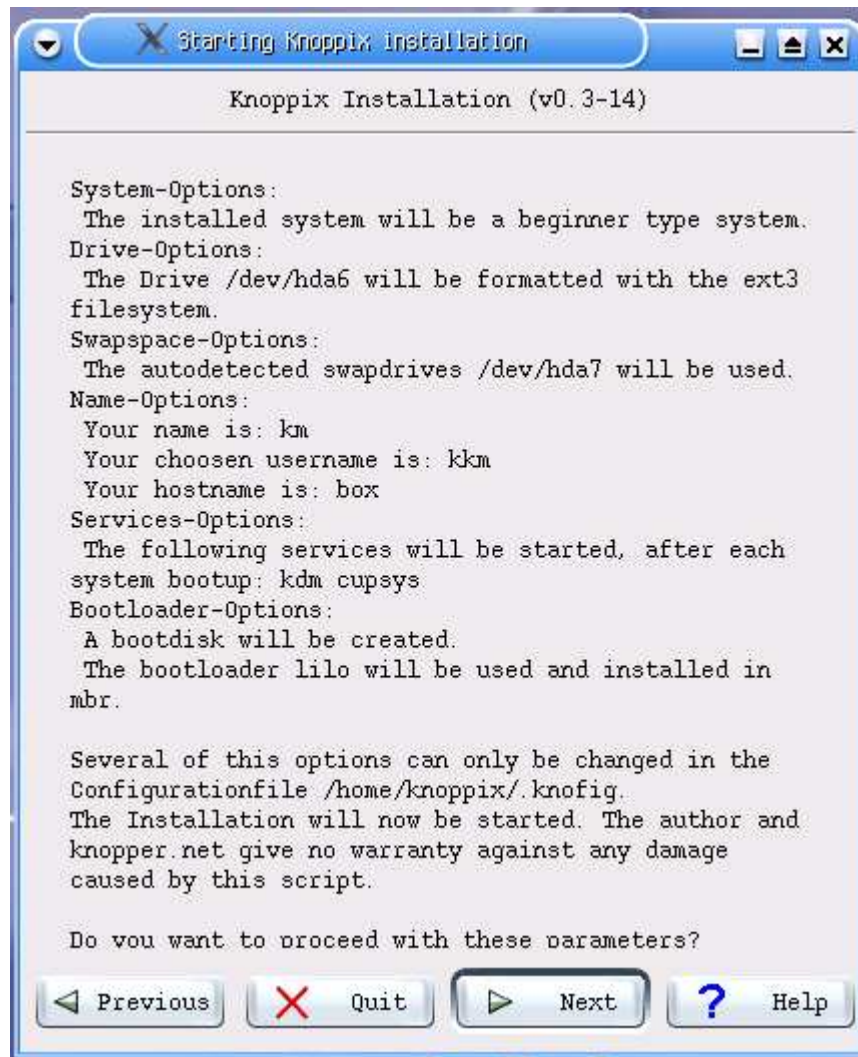 Starting Knoppix installation
Knoppix Installation (v0.3-14)
System-Options:
The installed system will be a beginner type system.
Drive-Options:
The Drive /dev/hda6 will be formatted with the ext3
filesystem.
Swapspace-Options:
The autodetected swapdrives /dev/hda7 will be used.
Name-Options:
Your name is: km
Your choosen username is: kkm
Your hostname is: box
Services-Options:
The following services will be started, after each
system bootup: kdm cupsys
Bootloader-Options:
A bootdisk will be created.
The bootloader lilo will be used and installed in
mbr.
Several of this options can only be changed in the
Configurationfile /home/knoppix/.knofig.
The Installation will now be started. The author and
knopper.net give no warranty against any damage
caused by this script.
Do you want to proceed with these parameters?
Previous Quit Next Help